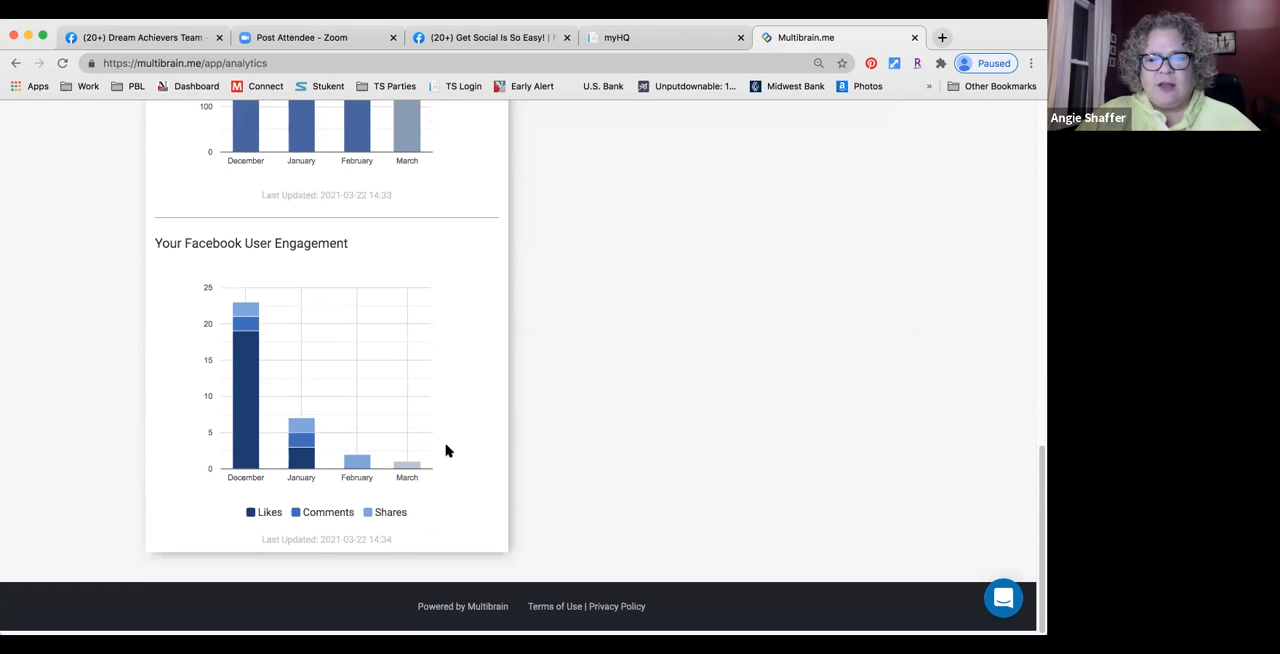 (20+) Dream Achievers Team -
Post Attendee - Zoom
(20+) Get Social Is So Easy! | F
myHQ
Multibrain.me
https://multibrain.me/app/analytics
Paused
Apps
Work
PBL
Dashboard
Connect
Stukent
TS Parties
TS Login
Early Alert
U.S. Bank
Unputdownable: 1...
Midwest Bank
Photos
»
Other Bookmarks
Angie Shaffer
100
0
December January February March
Last Updated: 2021-03-22 14:33
Your Facebook User Engagement
25
20
15
10
5
0
December January February March
Likes Comments Shares
Last Updated: 2021-03-22 14:34
Powered by Multibrain Terms of Use | Privacy Policy